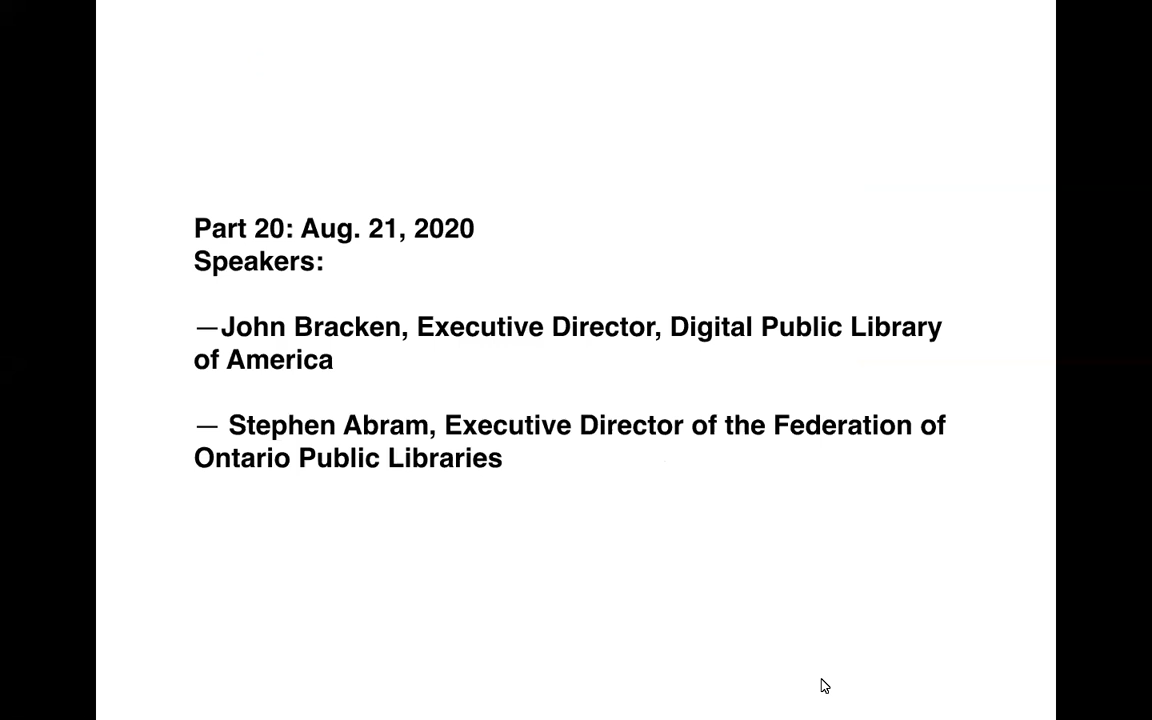 Part 20: Aug. 21, 2020
Speakers:
—John Bracken, Executive Director, Digital Public Library
of America
— Stephen Abram, Executive Director of the Federation of
Ontario Public Libraries